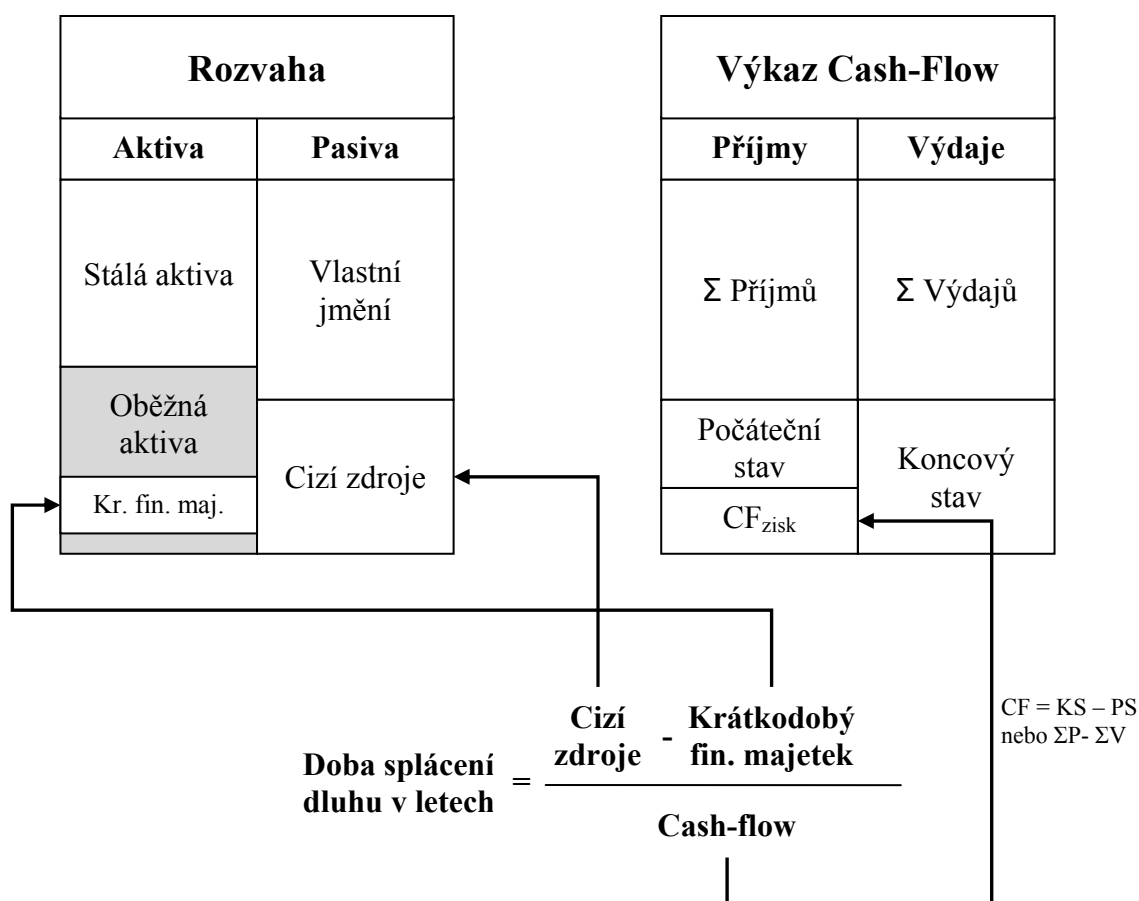 Rozvaha
Aktiva
Pasiva
Stálá aktiva
Vlastní
jmění
Oběžná
aktiva
Kr. fin. maj.
Cizí zdroje
Výkaz Cash-Flow
Příjmy
Výdaje
Σ Příjmů
Σ Výdajů
Počáteční
stav
CFzisk
Koncový
stav
Doba splácení
dluhu v letech
=
Cizí
zdroje
-
Krátkodobý
fin. majetek
Cash-flow
CF = KS – PS
nebo ΣP- ΣV